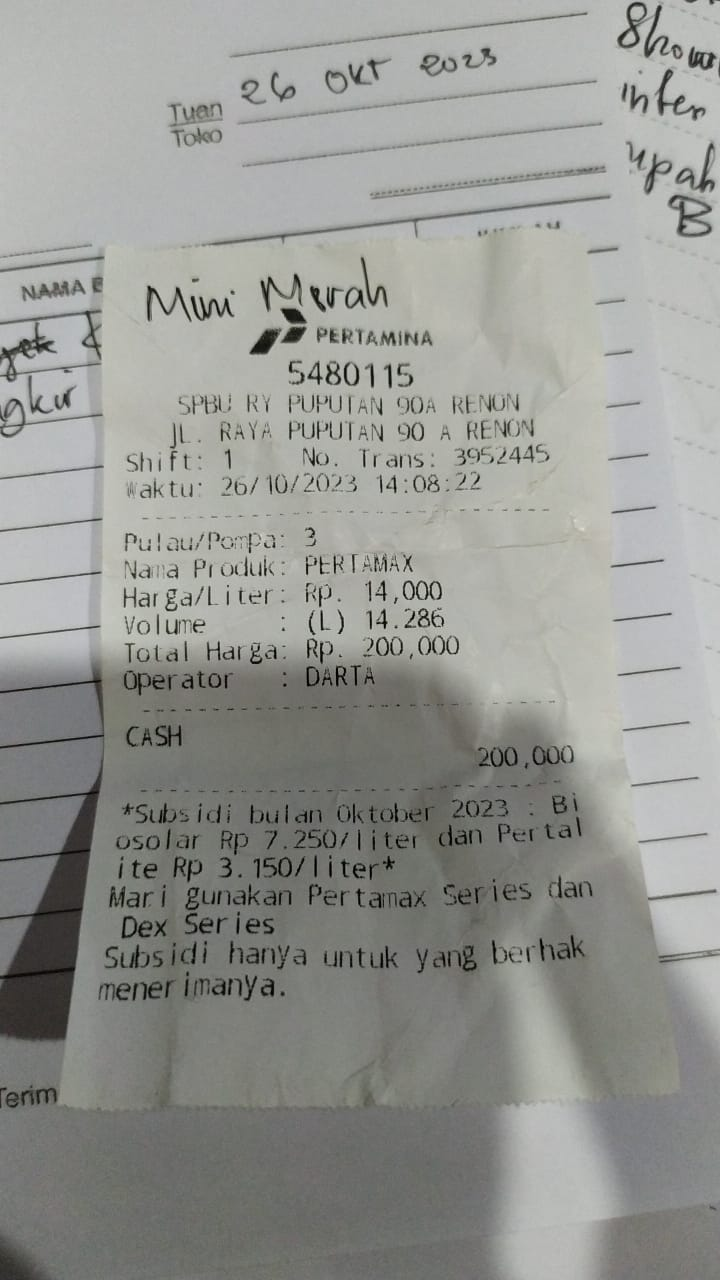 26 OKT 2023
Tuan
Toko
inter
upah
B
NAMA
Mini Merah
PERTAMINA
5480115
SPBU RY PUPUTAN 90A RENON
JL. RAYA PUPUTAN 90 A RENON
Shift: 1 No. Trans: 3952445
Waktu: 26/10/2023 14:08:22
Pulau/Pompa: 3
Nama Produk: PERTAMAX
Harga/Liter: Rp. 14,000
Volume : (L) 14.286
Total Harga: Rp. 200,000
Operator : DARTA
CASH
200,000
*Subsidi bulan Oktober 2023 : Bi
osolar Rp 7.250/liter dan Pertal
ite Rp 3.150/liter*
Mari gunakan Pertamax Series dan
Dex Series
Subsidi hanya untuk yang berhak
menerimanya.
Terim